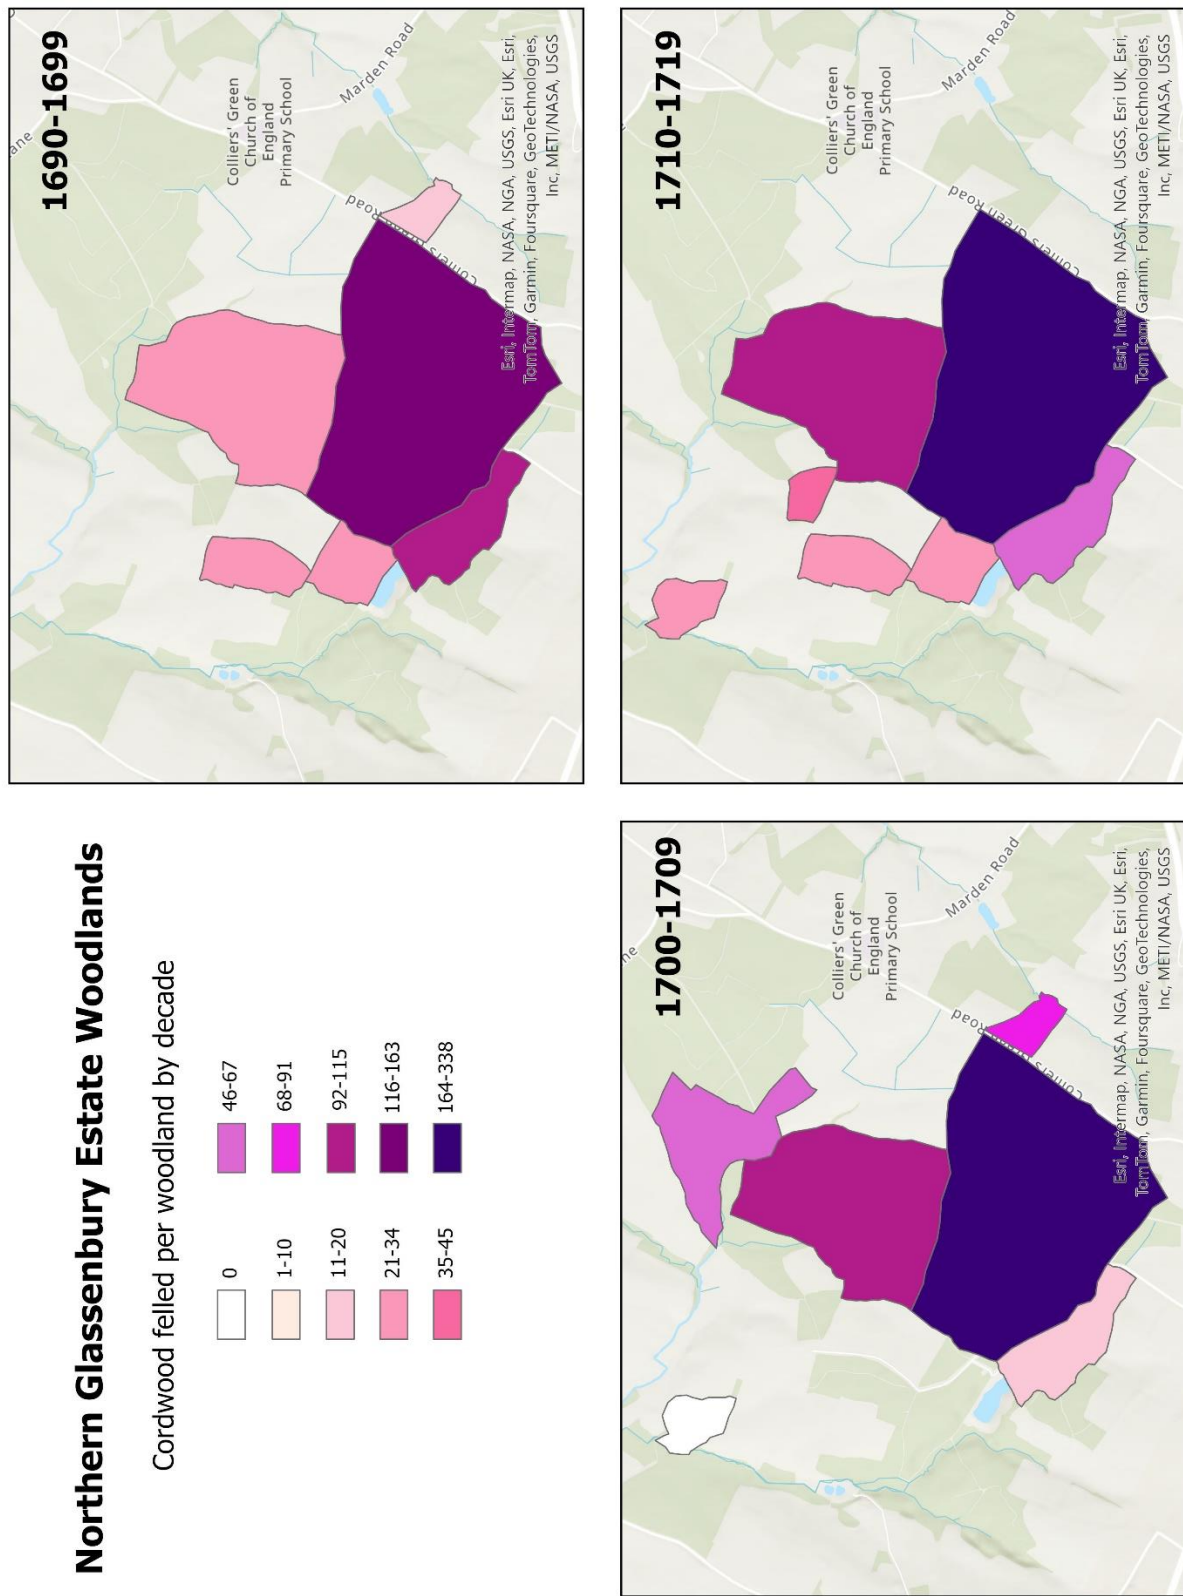 Northern Glassenbury Estate Woodlands
Cordwood felled per woodland by decade
0
1-10
11-20
21-34
35-45
46-67
68-91
92-115
116-163
164-338
1690-1699
ane
Colliers' Green
Church of
England
Primary School
Marden Road
Road
Esri, Intermap, NASA, NGA, USGS, Esri UK, Esri,
TomTom, Garmin, Foursquare, GeoTechnologies,
Inc, METI/NASA, USGS
1700-1709
ane
Colliers' Green
Church of
England
Primary School
Marden Road
Road
Esri, Intermap, NASA, NGA, USGS, Esri UK, Esri,
TomTom, Garmin, Foursquare, GeoTechnologies,
Inc, METI/NASA, USGS
1710-1719
Colliers' Green
Church of
England
Primary School
Marden Road
Colliers Green Road
Esri, Intermap, NASA, NGA, USGS, Esri UK, Esri,
TomTom, Garmin, Foursquare, GeoTechnologies,
Inc, METI/NASA, USGS